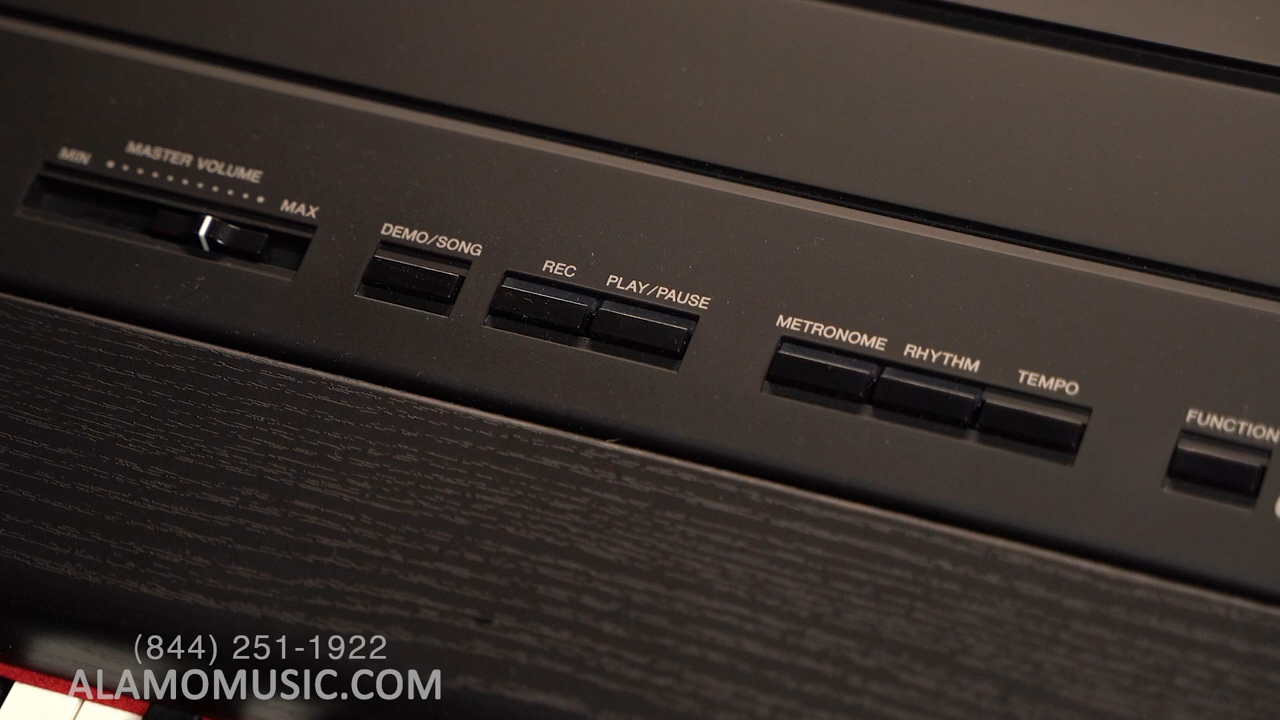 MIN MASTER VOLUME MAX
DEMO/SONG
REC PLAY/PAUSE
METRONOME RHYTHM TEMPO
FUNCTION
(844) 251-1922
ALAMOMUSIC.COM